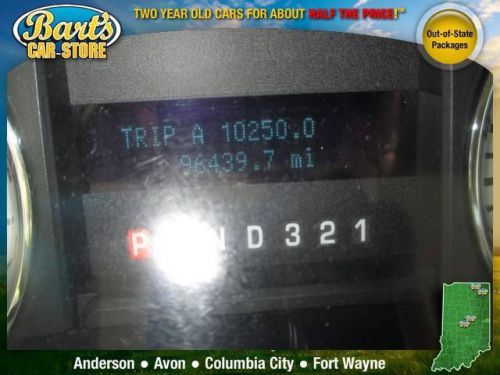 Bart's
CAR-STORE
TWO YEAR OLD CARS FOR ABOUT HALF THE PRICE!™
Out-of-State
Packages
TRIP A 10250.0
96439.7 mi
P N D 3 2 1
Anderson ● Avon ● Columbia City ● Fort Wayne